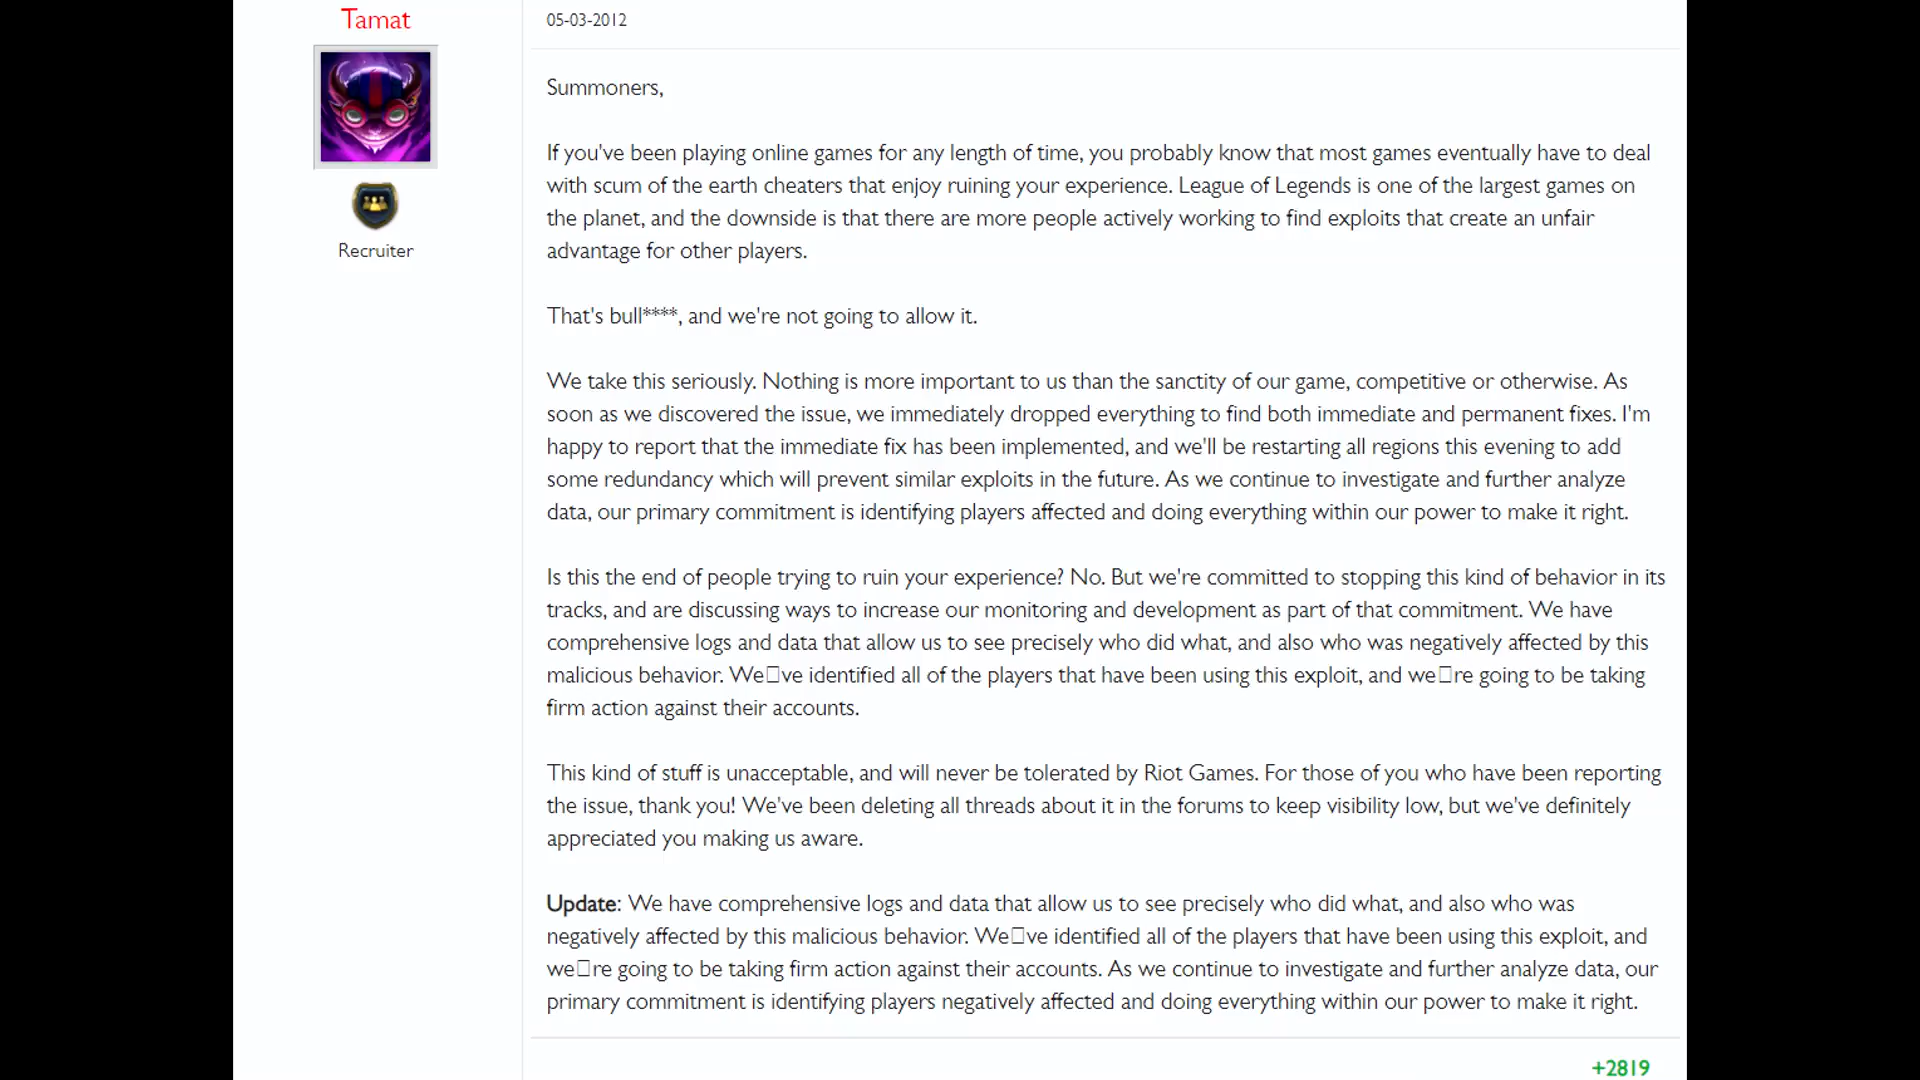 Tamat
05-03-2012
Recruiter
Summoners,
If you've been playing online games for any length of time, you probably know that most games eventually have to deal
with scum of the earth cheaters that enjoy ruining your experience. League of Legends is one of the largest games on
the planet, and the downside is that there are more people actively working to find exploits that create an unfair
advantage for other players.
That's bull****, and we're not going to allow it.
We take this seriously. Nothing is more important to us than the sanctity of our game, competitive or otherwise. As
soon as we discovered the issue, we immediately dropped everything to find both immediate and permanent fixes. I'm
happy to report that the immediate fix has been implemented, and we'll be restarting all regions this evening to add
some redundancy which will prevent similar exploits in the future. As we continue to investigate and further analyze
data, our primary commitment is identifying players affected and doing everything within our power to make it right.
Is this the end of people trying to ruin your experience? No. But we're committed to stopping this kind of behavior in its
tracks, and are discussing ways to increase our monitoring and development as part of that commitment. We have
comprehensive logs and data that allow us to see precisely who did what, and also who was negatively affected by this
malicious behavior. We□ve identified all of the players that have been using this exploit, and we□re going to be taking
firm action against their accounts.
This kind of stuff is unacceptable, and will never be tolerated by Riot Games. For those of you who have been reporting
the issue, thank you! We've been deleting all threads about it in the forums to keep visibility low, but we've definitely
appreciated you making us aware.
Update: We have comprehensive logs and data that allow us to see precisely who did what, and also who was
negatively affected by this malicious behavior. We□ve identified all of the players that have been using this exploit, and
we□re going to be taking firm action against their accounts. As we continue to investigate and further analyze data, our
primary commitment is identifying players negatively affected and doing everything within our power to make it right.
+2819